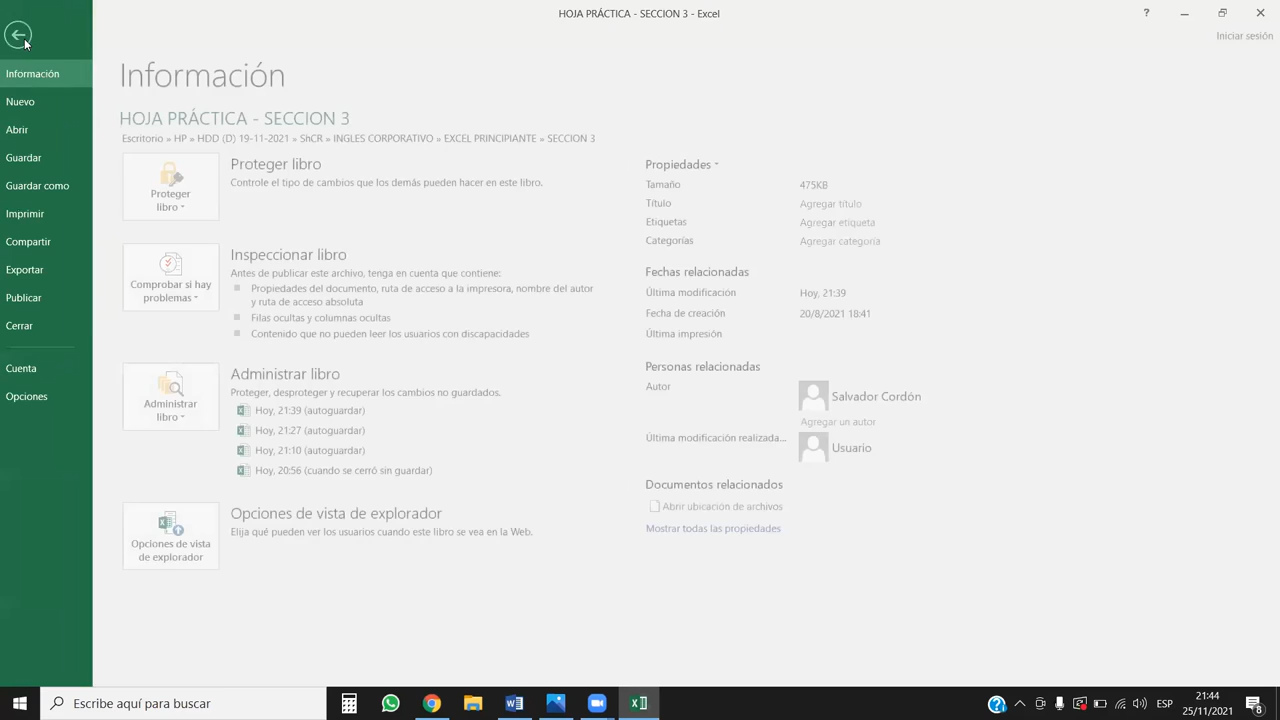 HOJA PRÁCTICA - SECCION 3 - Excel
?
Iniciar sesión
Información
Nuevo
Abrir
Guardar
Guardar como
Imprimir
Compartir
Exportar
Publicar
Cerrar
Cuenta
Opciones
Información
HOJA PRÁCTICA - SECCION 3
Escritorio » HP » HDD (D) 19-11-2021 » ShCR » INGLES CORPORATIVO » EXCEL PRINCIPIANTE » SECCION 3
Proteger
libro
Proteger libro
Controle el tipo de cambios que los demás pueden hacer en este libro.
Comprobar si hay
problemas
Inspeccionar libro
Antes de publicar este archivo, tenga en cuenta que contiene:
Propiedades del documento, ruta de acceso a la impresora, nombre del autor
y ruta de acceso absoluta
Filas ocultas y columnas ocultas
Contenido que no pueden leer los usuarios con discapacidades
Administrar
libro
Administrar libro
Proteger, desproteger y recuperar los cambios no guardados.
Hoy, 21:39 (autoguardar)
Hoy, 21:27 (autoguardar)
Hoy, 21:10 (autoguardar)
Hoy, 20:56 (cuando se cerró sin guardar)
Opciones de vista
de explorador
Opciones de vista de explorador
Elija qué pueden ver los usuarios cuando este libro se vea en la Web.
Propiedades
Tamaño 475KB
Título Agregar título
Etiquetas Agregar etiqueta
Categorías Agregar categoría
Fechas relacionadas
Última modificación Hoy, 21:39
Fecha de creación 20/8/2021 18:41
Última impresión
Personas relacionadas
Autor
Salvador Cordón
Agregar un autor
Última modificación realizada...
Usuario
Documentos relacionados
Abrir ubicación de archivos
Mostrar todas las propiedades
Escribe aquí para buscar
ESP
21:44
25/11/2021
8